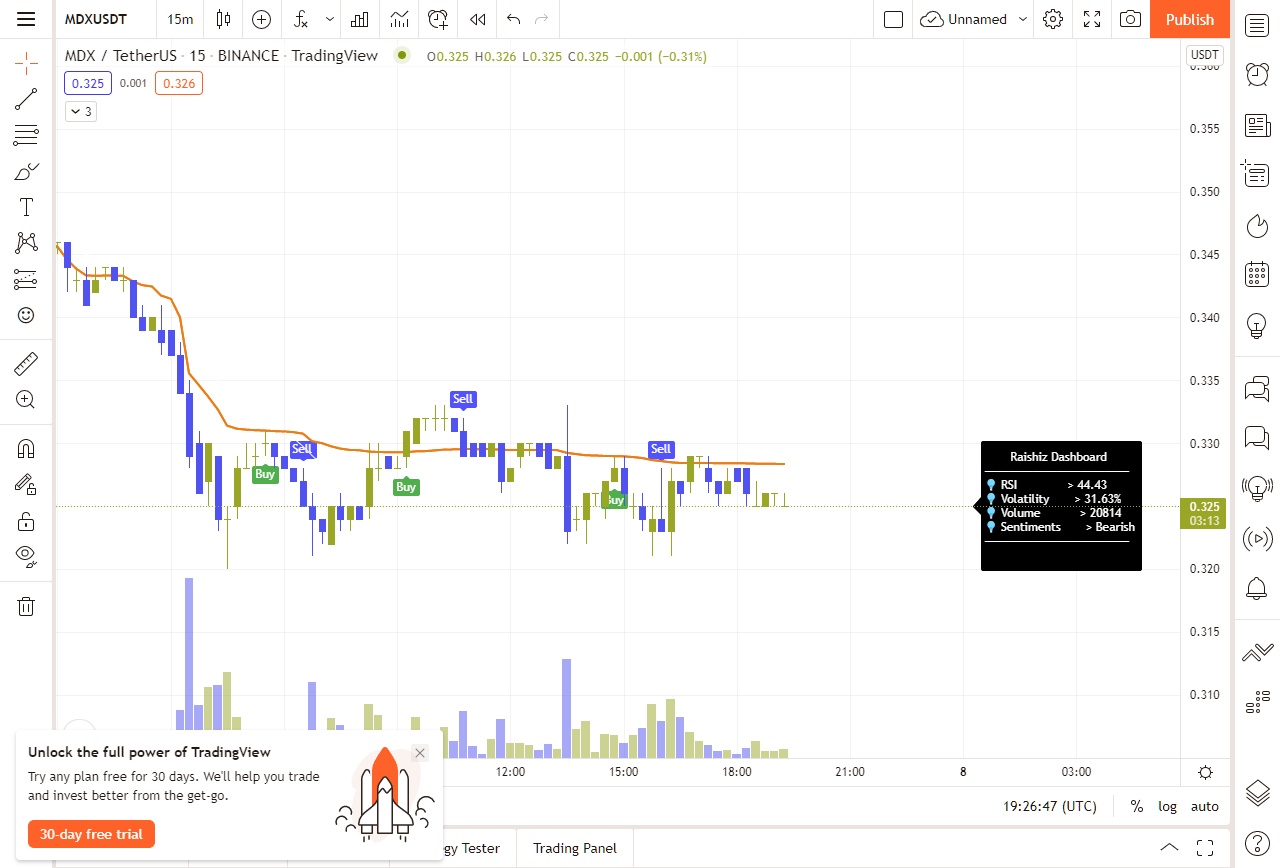 MDXUSDT 15m Unnamed Publish
MDX / TetherUS · 15 · BINANCE · TradingView O0.325 H0.326 L0.325 C0.325 −0.001 (−0.31%) USDT
0.325 0.001 0.326
3
0.355
0.350
0.345
0.340
0.335
Sell
0.330
Sell
Sell
Buy
Buy
Raishiz Dashboard
RSI > 44.43
Volatility > 31.63%
Volume > 20814
Sentiments > Bearish
0.325
03:13
0.320
0.315
0.310
12:00 15:00 18:00 21:00 8 03:00
Unlock the full power of TradingView
Try any plan free for 30 days. We'll help you trade
and invest better from the get-go.
30-day free trial
19:26:47 (UTC) % log auto
Tester Trading Panel